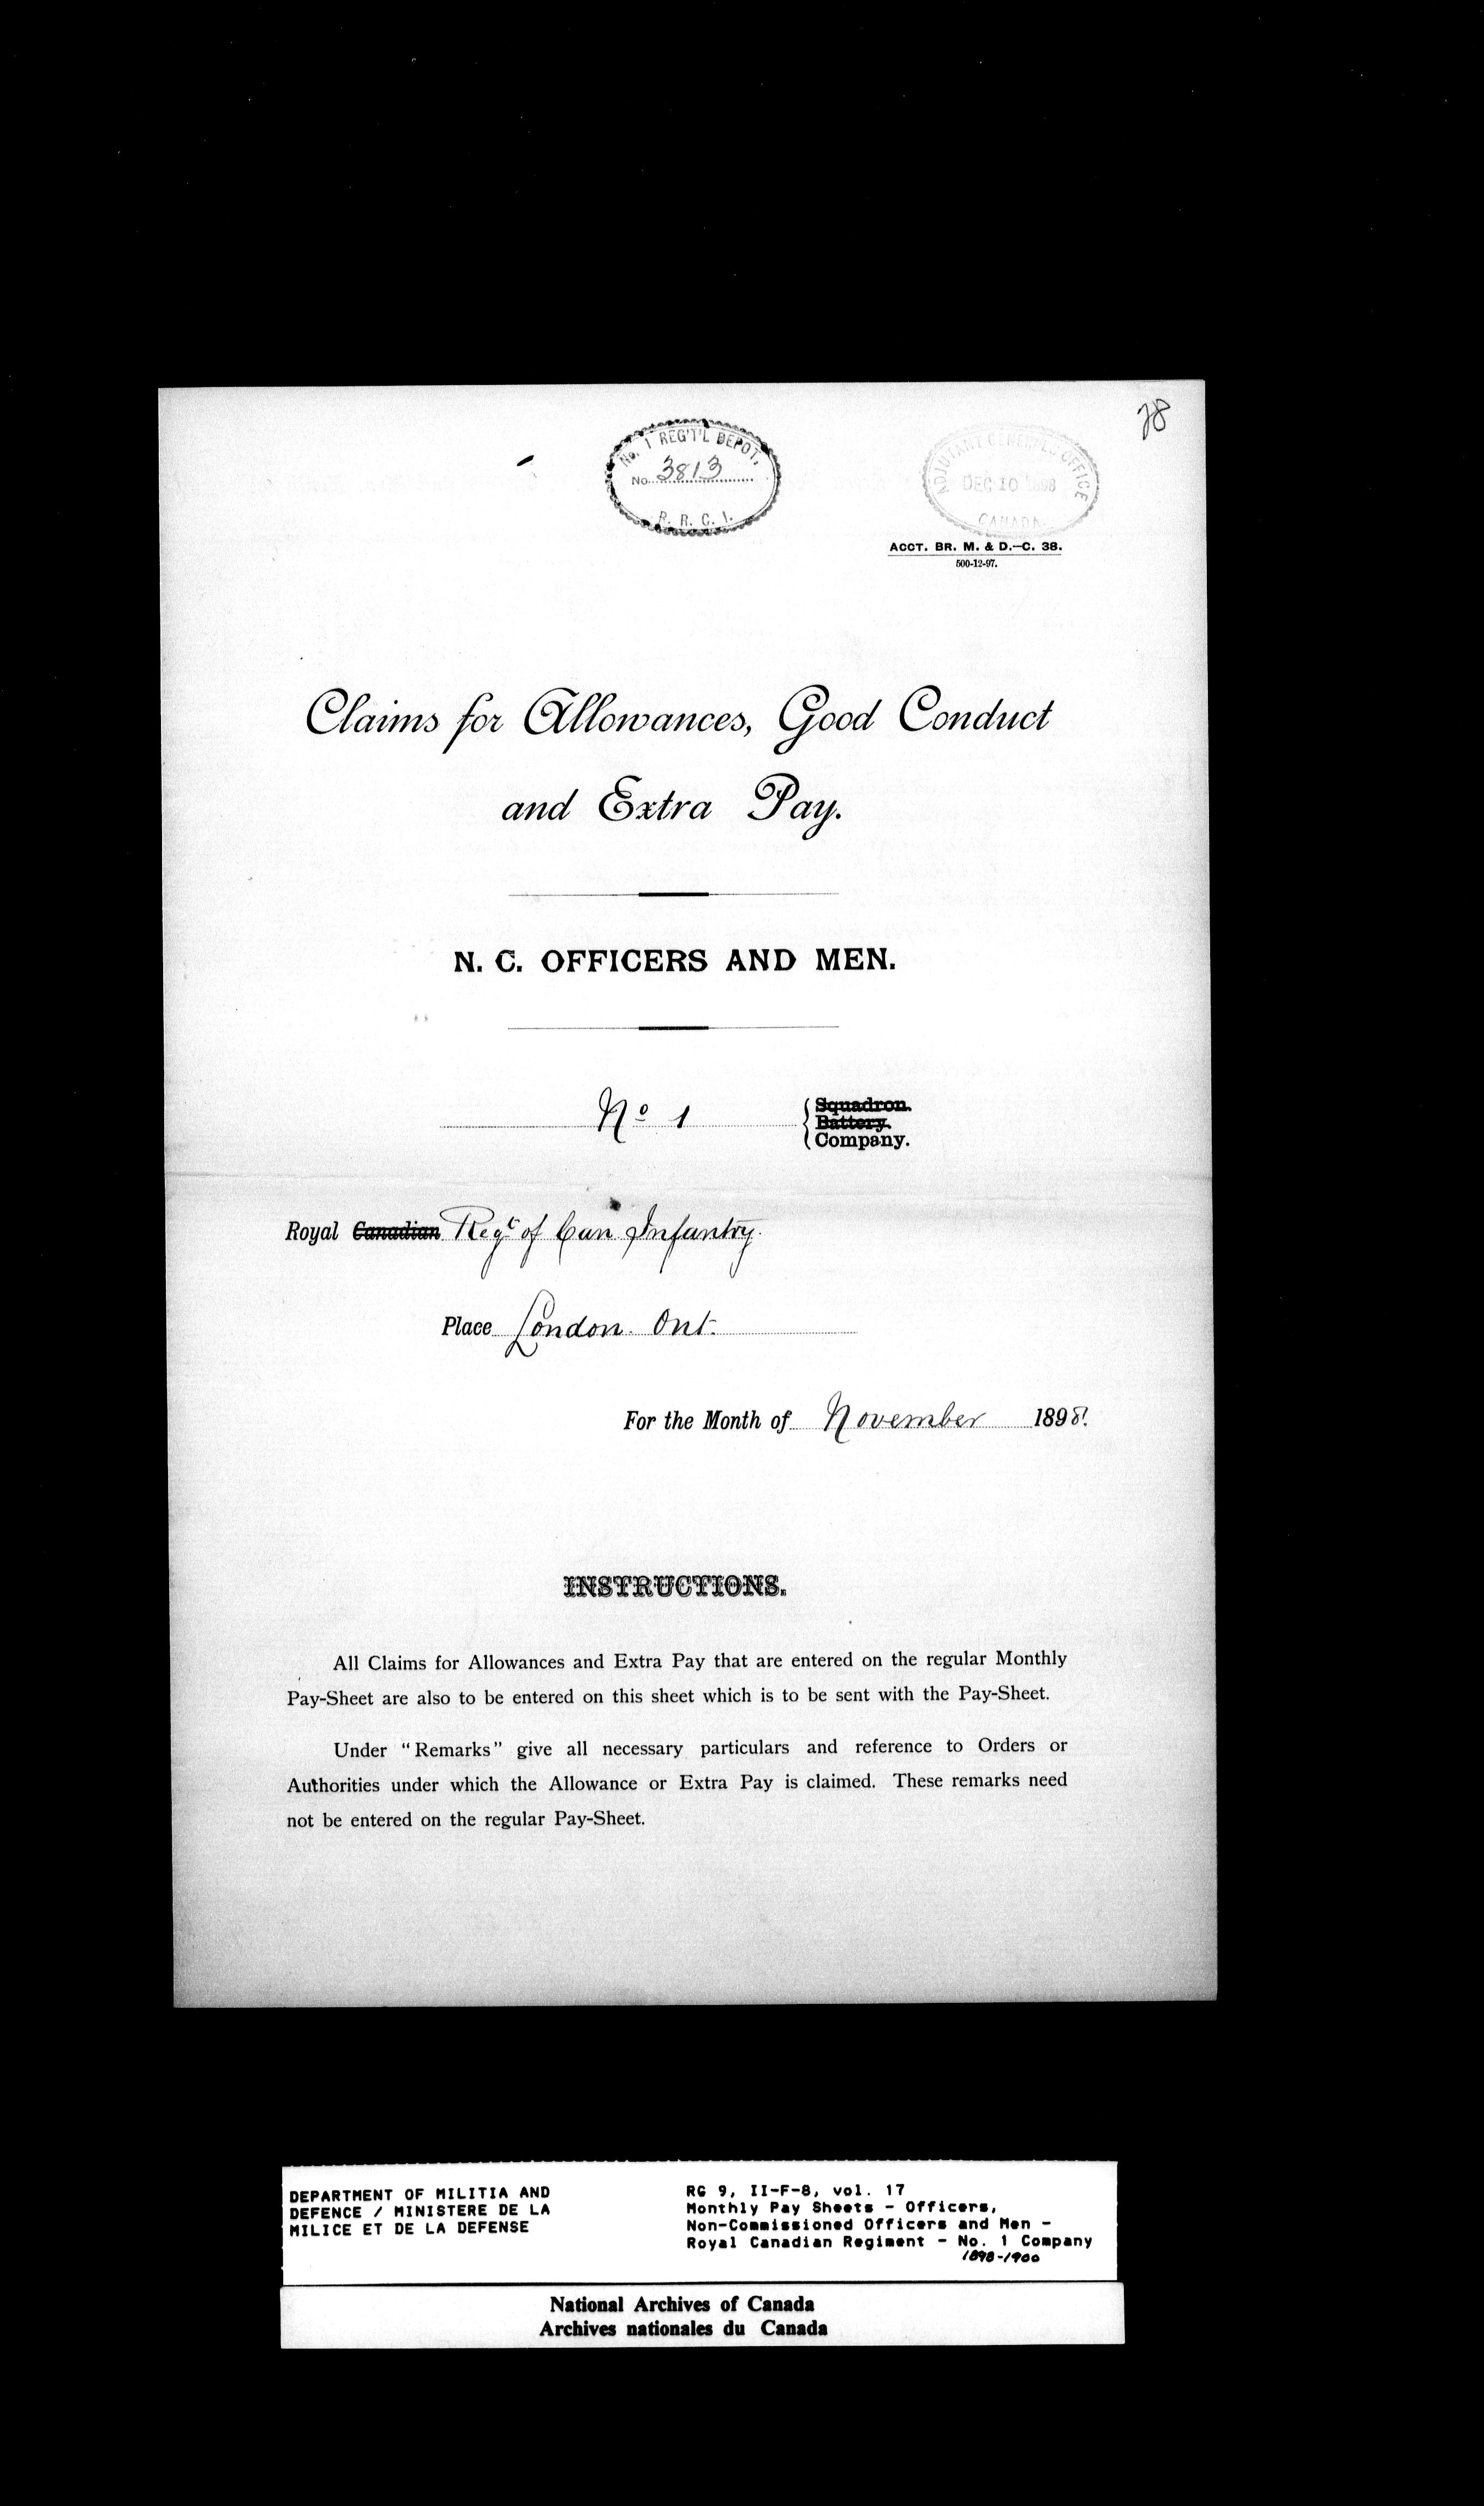 28
No. 1 REG'T'L DEPOT,
No. 3813
R. R. C. I.
ADJUTANT GENERAL'S OFFICE
DEC 10 1898
CANADA
ACCT. BR. M. & D.—C. 38.
500-12-97.
Claims for Allowances, Good Conduct
and Extra Pay.
N. C. OFFICERS AND MEN.
Squadron.
No 1 Battery.
Company.
Royal Canadian Regt of Can Infantry.
Place London. Ont.
For the Month of November 1898.
INSTRUCTIONS.
All Claims for Allowances and Extra Pay that are entered on the regular Monthly
Pay-Sheet are also to be entered on this sheet which is to be sent with the Pay-Sheet.
Under "Remarks" give all necessary particulars and reference to Orders or
Authorities under which the Allowance or Extra Pay is claimed. These remarks need
not be entered on the regular Pay-Sheet.
DEPARTMENT OF MILITIA AND
DEFENCE / MINISTERE DE LA
MILICE ET DE LA DEFENSE
RG 9, II-F-8, vol. 17
Monthly Pay Sheets - Officers,
Non-Commissioned Officers and Men -
Royal Canadian Regiment - No. 1 Company
1898-1900
National Archives of Canada
Archives nationales du Canada